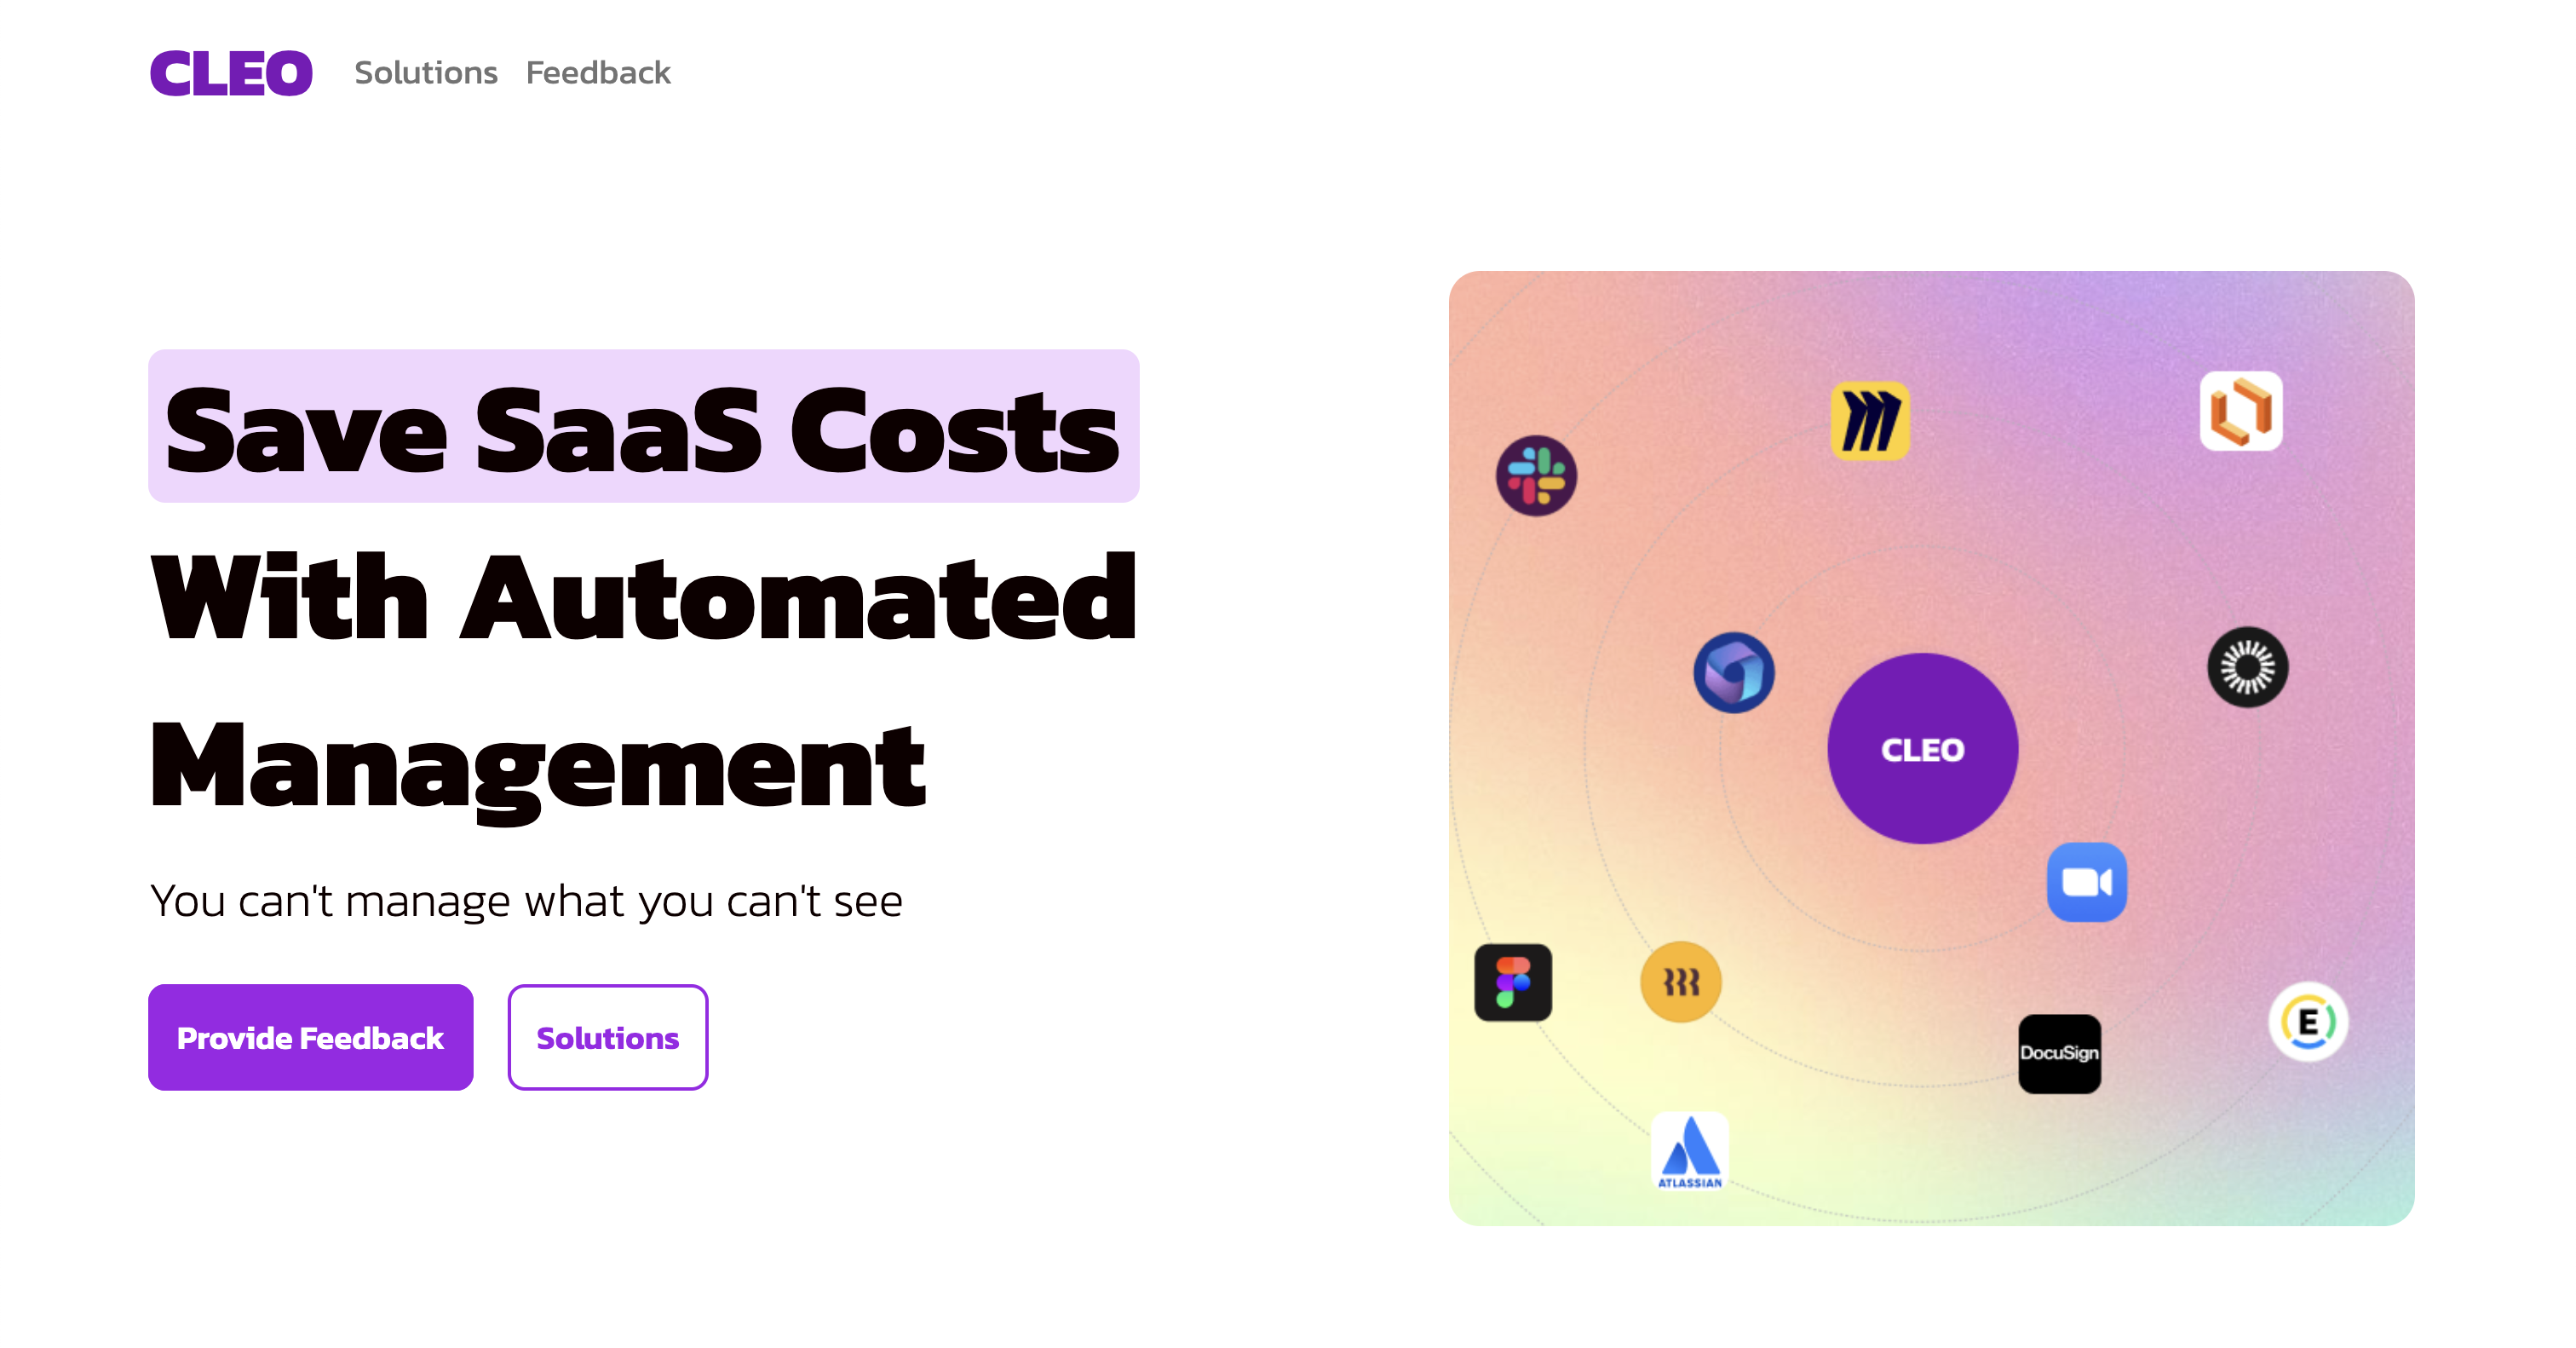 CLEO Solutions Feedback
Save SaaS Costs
With Automated
Management
You can't manage what you can't see
Provide Feedback Solutions
CLEO
DocuSign
E
ATLASSIAN